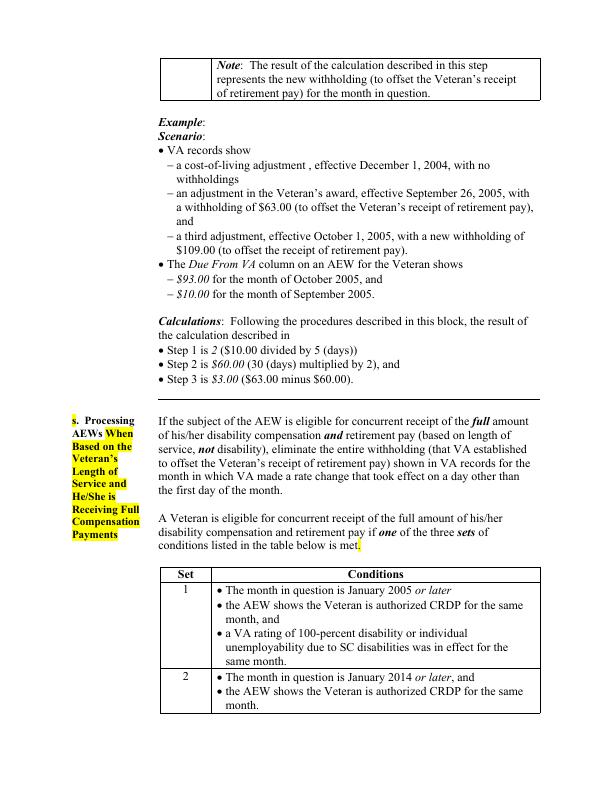 Note:  The result of the calculation described in this step
represents the new withholding (to offset the Veteran's receipt
of retirement pay) for the month in question.
Example:
Scenario:
• VA records show
− a cost-of-living adjustment , effective December 1, 2004, with no
withholdings
− an adjustment in the Veteran's award, effective September 26, 2005, with
a withholding of $63.00 (to offset the Veteran's receipt of retirement pay),
and
− a third adjustment, effective October 1, 2005, with a new withholding of
$109.00 (to offset the receipt of retirement pay).
• The Due From VA column on an AEW for the Veteran shows
− $93.00 for the month of October 2005, and
− $10.00 for the month of September 2005.
Calculations:  Following the procedures described in this block, the result of
the calculation described in
• Step 1 is 2 ($10.00 divided by 5 (days))
• Step 2 is $60.00 (30 (days) multiplied by 2), and
• Step 3 is $3.00 ($63.00 minus $60.00).
s.  Processing
AEWs When
Based on the
Veteran's
Length of
Service and
He/She is
Receiving Full
Compensation
Payments
If the subject of the AEW is eligible for concurrent receipt of the full amount
of his/her disability compensation and retirement pay (based on length of
service, not disability), eliminate the entire withholding (that VA established
to offset the Veteran's receipt of retirement pay) shown in VA records for the
month in which VA made a rate change that took effect on a day other than
the first day of the month.
A Veteran is eligible for concurrent receipt of the full amount of his/her
disability compensation and retirement pay if one of the three sets of
conditions listed in the table below is met.
Set Conditions
1 • The month in question is January 2005 or later
• the AEW shows the Veteran is authorized CRDP for the same
month, and
• a VA rating of 100-percent disability or individual
unemployability due to SC disabilities was in effect for the
same month.
2 • The month in question is January 2014 or later, and
• the AEW shows the Veteran is authorized CRDP for the same
month.